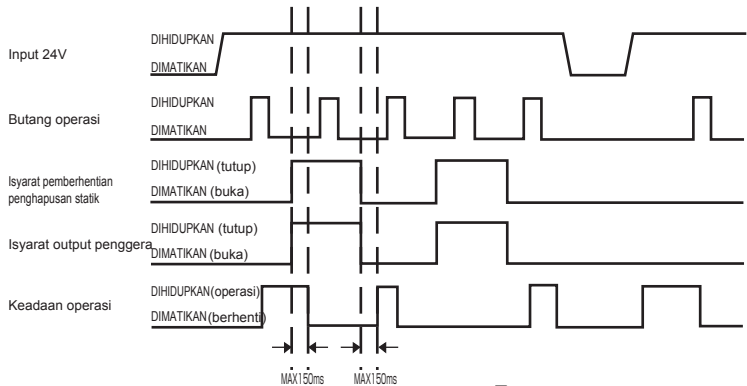 Input 24V
DIHIDUPKAN
DIMATIKAN
Butang operasi
DIHIDUPKAN
DIMATIKAN
Isyarat pemberhentian
penghapusan statik
DIHIDUPKAN (tutup)
DIMATIKAN (buka)
Isyarat output penggera
DIHIDUPKAN (tutup)
DIMATIKAN (buka)
Keadaan operasi
DIHIDUPKAN(operasi)
DIMATIKAN(berhenti)
MAX150ms
MAX150ms